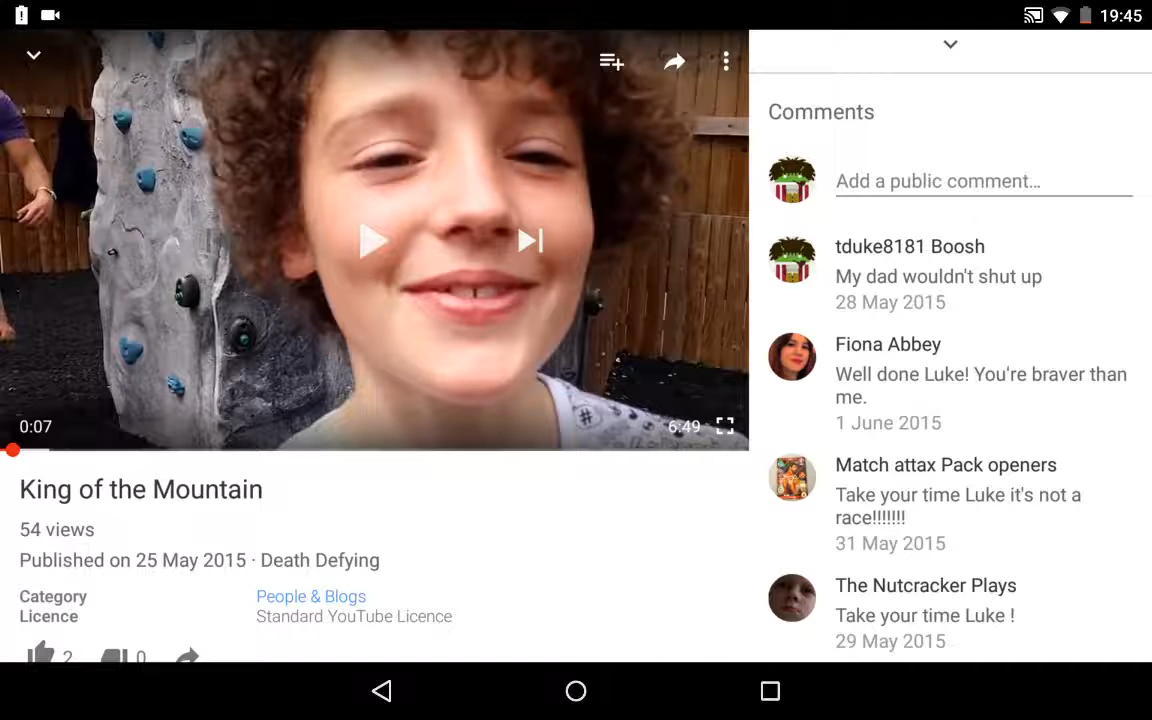 19:45
0:07
6:49
King of the Mountain
54 views
Published on 25 May 2015 · Death Defying
Category People & Blogs
Licence Standard YouTube Licence
2 0
Comments
Add a public comment...
tduke8181 Boosh
My dad wouldn't shut up
28 May 2015
Fiona Abbey
Well done Luke! You're braver than
me.
1 June 2015
Match attax Pack openers
Take your time Luke it's not a
race!!!!!!!
31 May 2015
The Nutcracker Plays
Take your time Luke !
29 May 2015